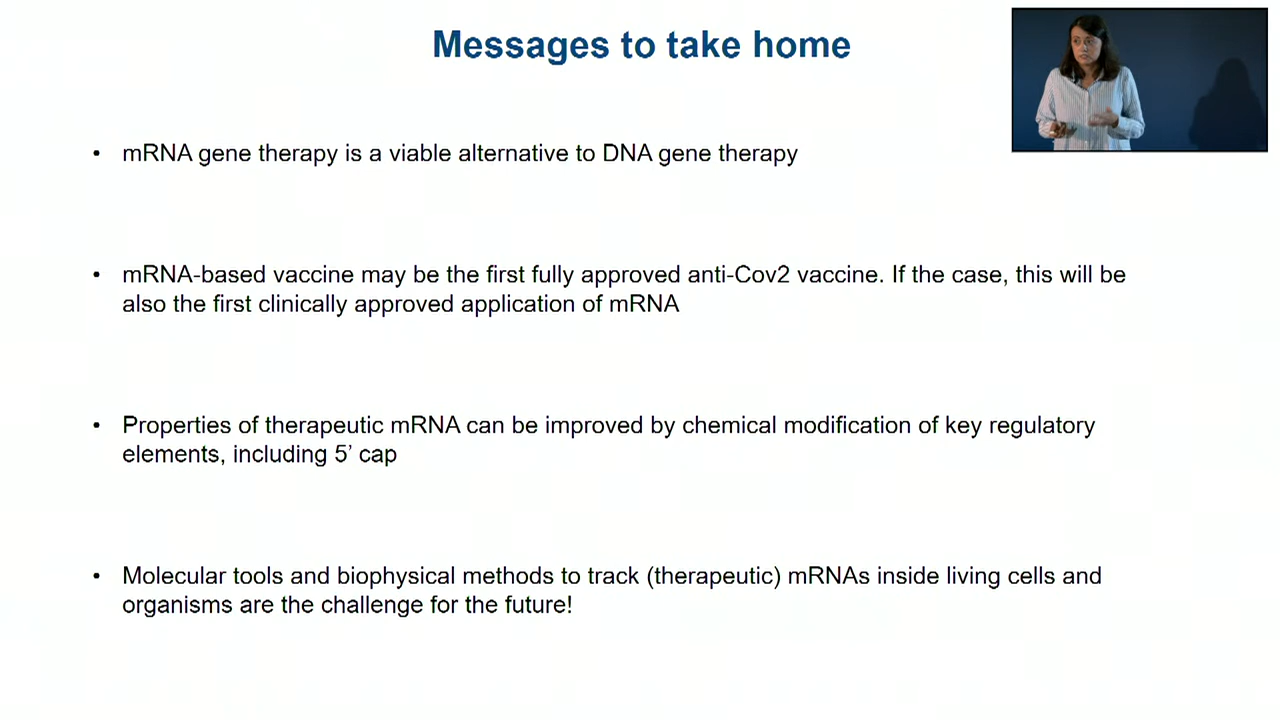 Messages to take home
• mRNA gene therapy is a viable alternative to DNA gene therapy
• mRNA-based vaccine may be the first fully approved anti-Cov2 vaccine. If the case, this will be
also the first clinically approved application of mRNA
• Properties of therapeutic mRNA can be improved by chemical modification of key regulatory
elements, including 5’ cap
• Molecular tools and biophysical methods to track (therapeutic) mRNAs inside living cells and
organisms are the challenge for the future!